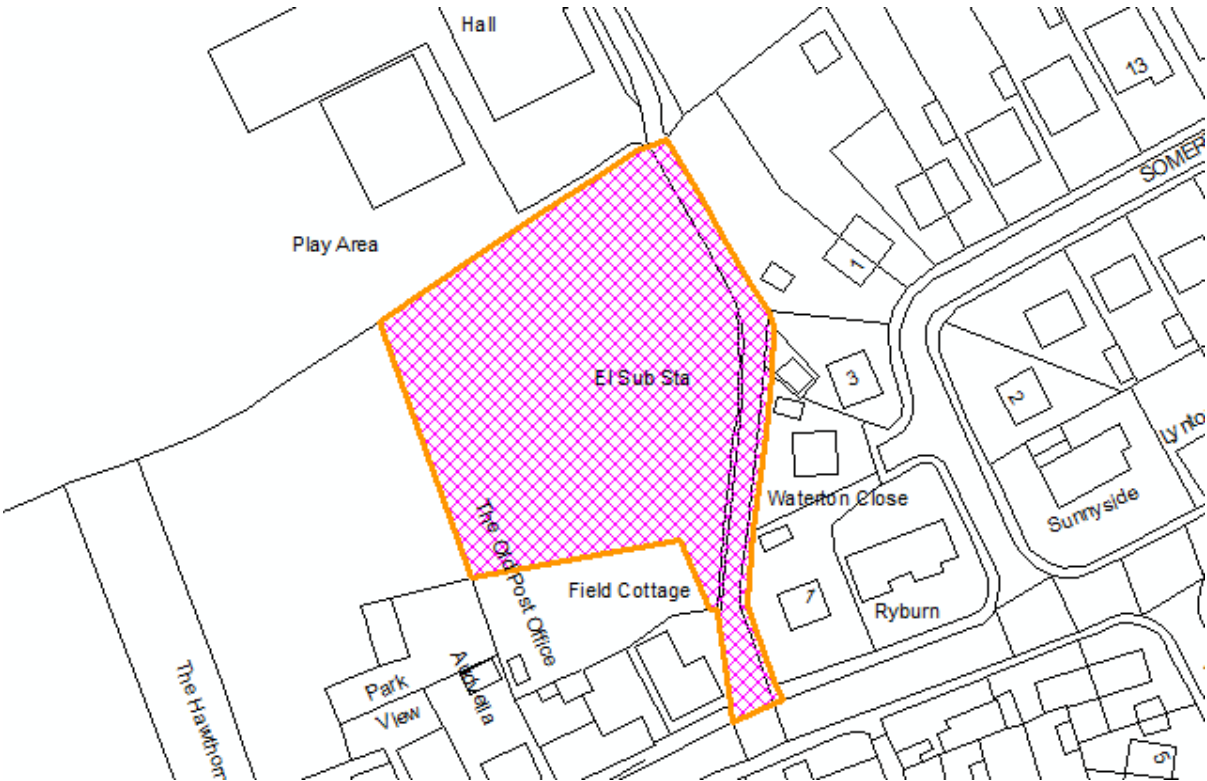 Hall
13
SOMER
Play Area
1
El Sub Sta
3
2
Lynto
Waterton Close
Sunnyside
The Old Post Office
Field Cottage
7
Ryburn
Park
View
The Hawthorn
5